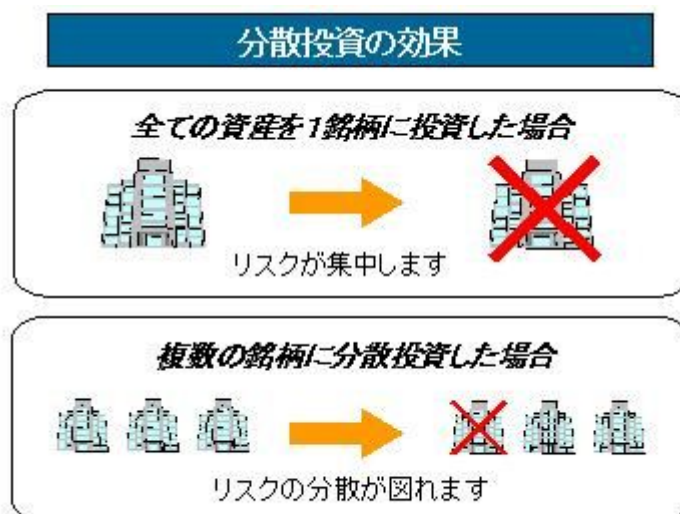 分散投資の効果
全ての資産を1銘柄に投資した場合
リスクが集中します
複数の銘柄に分散投資した場合
リスクの分散が図れます